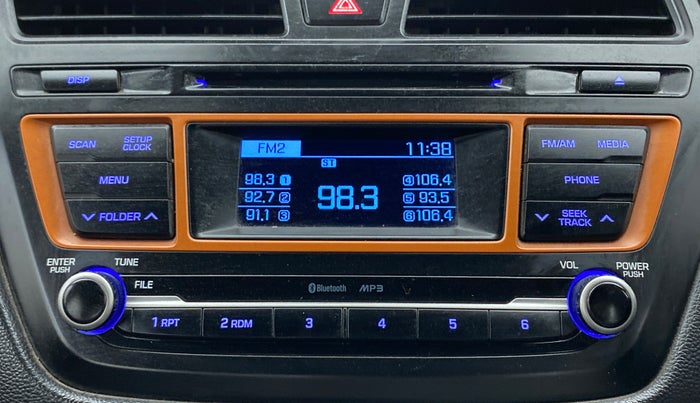 DISP
SCAN SETUP CLOCK
MENU
FOLDER
FM2 11:38
ST
98.3 1 4 106.4
92.7 2 98.3 5 93.5
91.1 3 6 106.4
FM/AM MEDIA
PHONE
SEEK TRACK
ENTER PUSH TUNE
FILE
Bluetooth MP3
VOL POWER PUSH
1 RPT 2 RDM 3 4 5 6